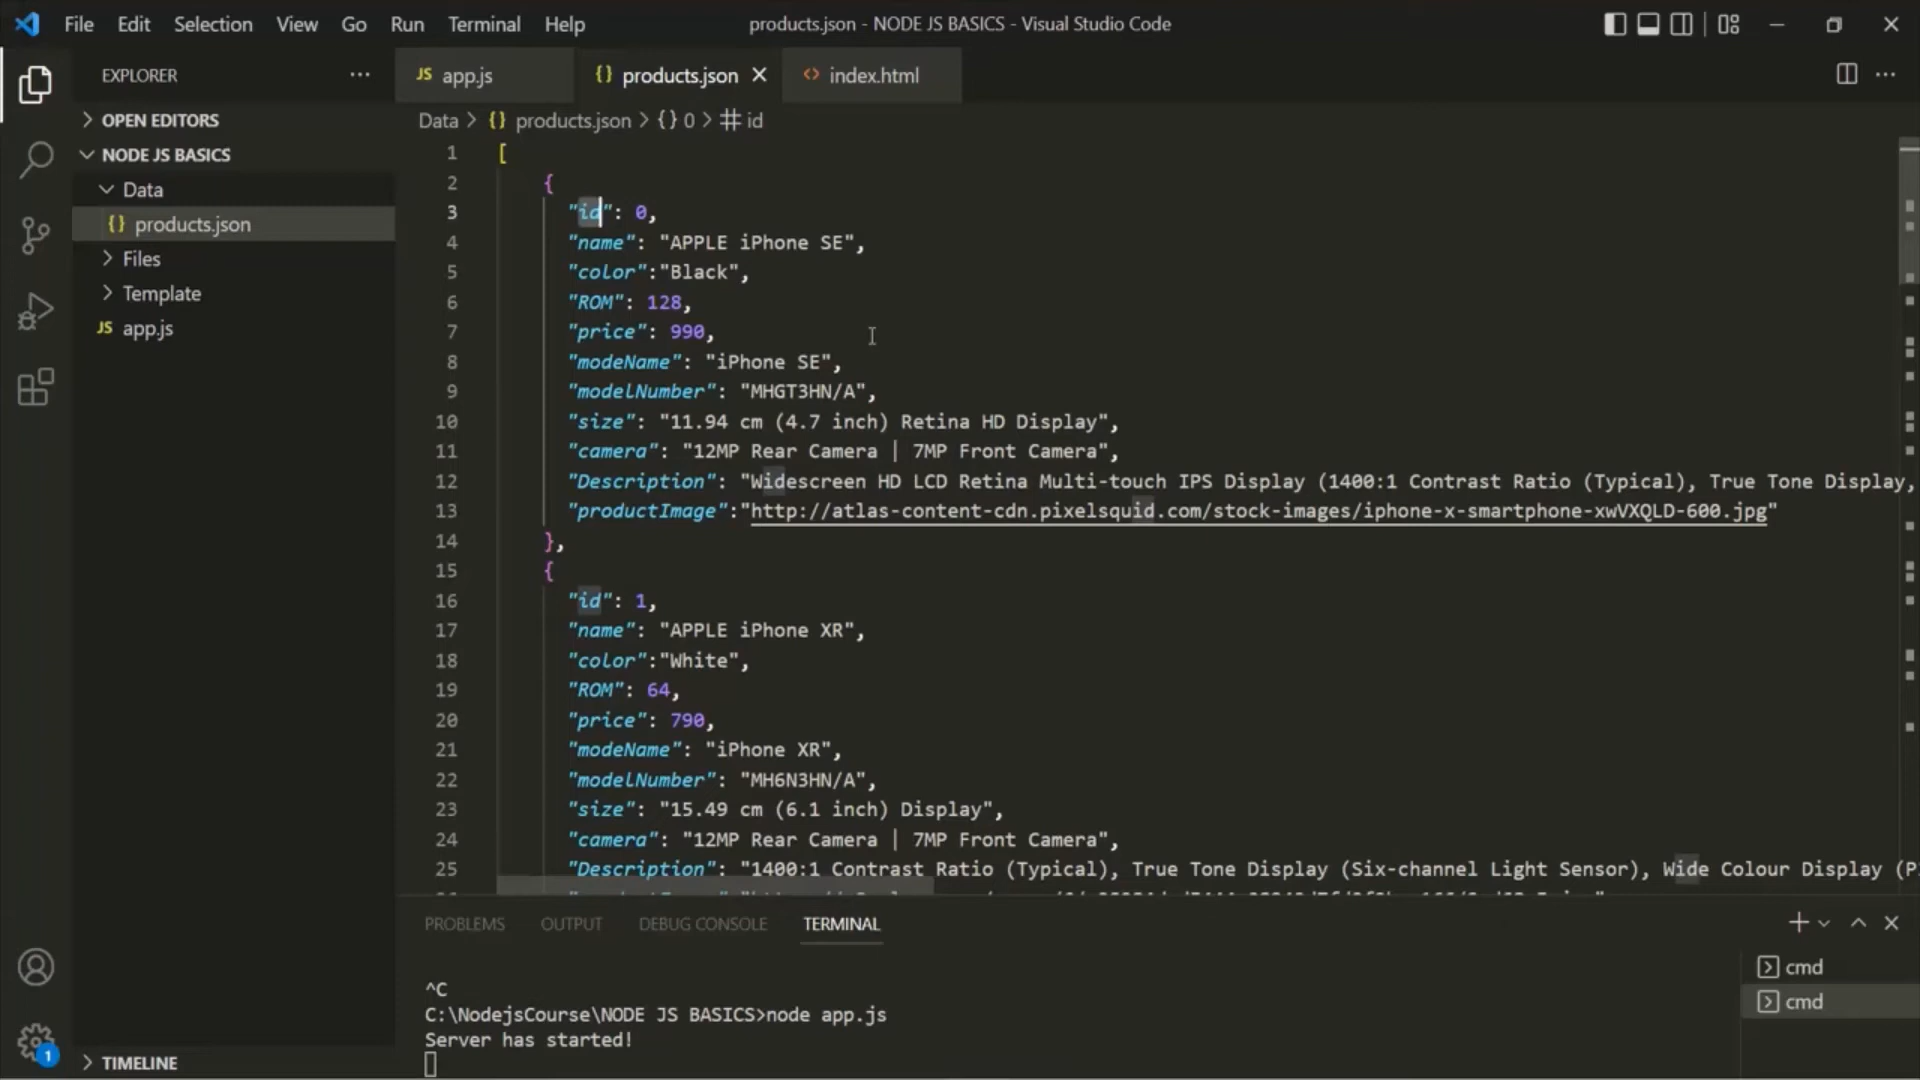 File Edit Selection View Go Run Terminal Help
products.json - NODE JS BASICS - Visual Studio Code
EXPLORER
JS app.js
{} products.json
<> index.html
OPEN EDITORS
NODE JS BASICS
Data
{} products.json
Files
Template
JS app.js
TIMELINE
1
Data > {} products.json > {} 0 > # id
1 [
2 {
3 "id": 0,
4 "name": "APPLE iPhone SE",
5 "color":"Black",
6 "ROM": 128,
7 "price": 990,
8 "modeName": "iPhone SE",
9 "modelNumber": "MHGT3HN/A",
10 "size": "11.94 cm (4.7 inch) Retina HD Display",
11 "camera": "12MP Rear Camera | 7MP Front Camera",
12 "Description": "Widescreen HD LCD Retina Multi-touch IPS Display (1400:1 Contrast Ratio (Typical), True Tone Display,
13 "productImage":"http://atlas-content-cdn.pixelsquid.com/stock-images/iphone-x-smartphone-xwVXQLD-600.jpg"
14 },
15 {
16 "id": 1,
17 "name": "APPLE iPhone XR",
18 "color":"White",
19 "ROM": 64,
20 "price": 790,
21 "modeName": "iPhone XR",
22 "modelNumber": "MH6N3HN/A",
23 "size": "15.49 cm (6.1 inch) Display",
24 "camera": "12MP Rear Camera | 7MP Front Camera",
25 "Description": "1400:1 Contrast Ratio (Typical), True Tone Display (Six-channel Light Sensor), Wide Colour Display (P
PROBLEMS OUTPUT DEBUG CONSOLE TERMINAL
^C
C:\NodejsCourse\NODE JS BASICS>node app.js
Server has started!
cmd
cmd